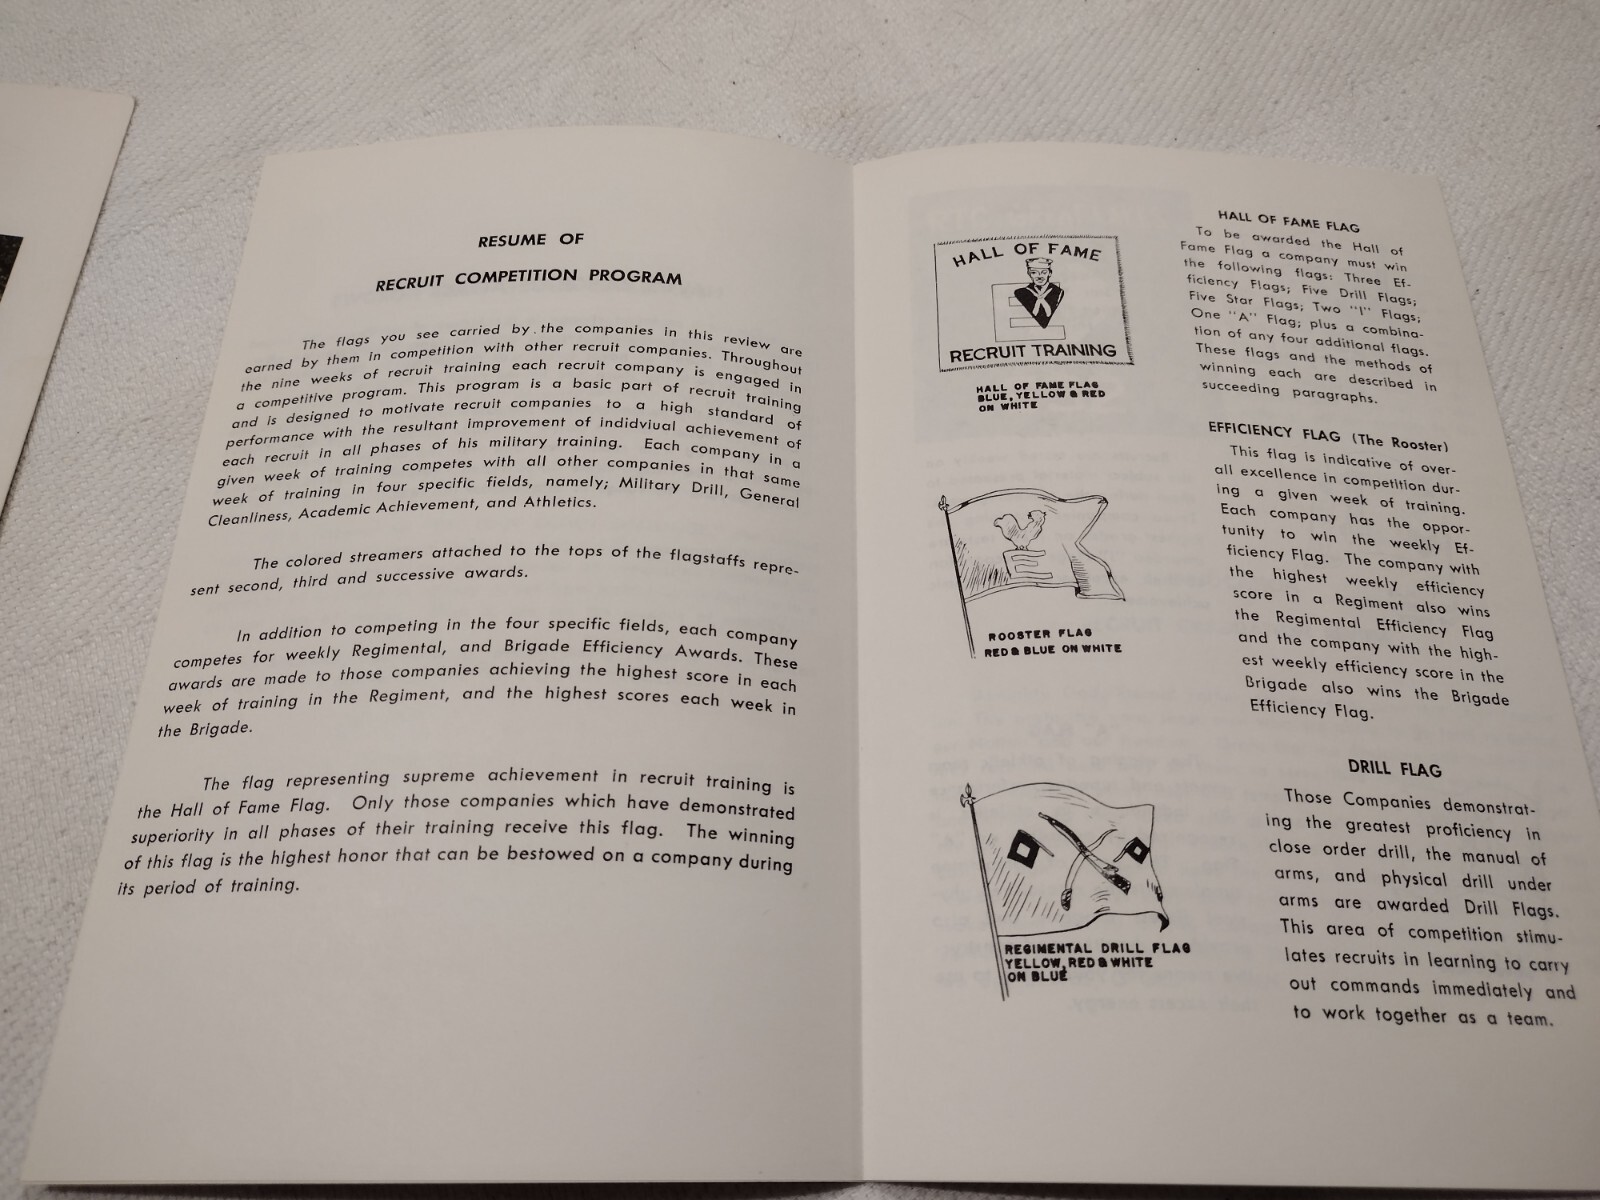 RESUME OF
RECRUIT COMPETITION PROGRAM
The flags you see carried by the companies in this review are
earned by them in competition with other recruit companies. Throughout
the nine weeks of recruit training each recruit company is engaged in
a competitive program. This program is a basic part of recruit training
and is designed to motivate recruit companies to a high standard of
performance with the resultant improvement of indidviual achievement of
each recruit in all phases of his military training. Each company in a
given week of training competes with all other companies in that same
week of training in four specific fields, namely; Military Drill, General
Cleanliness, Academic Achievement, and Athletics.
The colored streamers attached to the tops of the flagstaffs repre-
sent second, third and successive awards.
In addition to competing in the four specific fields, each company
competes for weekly Regimental, and Brigade Efficiency Awards. These
awards are made to those companies achieving the highest score in each
week of training in the Regiment, and the highest scores each week in
the Brigade.
The flag representing supreme achievement in recruit training is
the Hall of Fame Flag. Only those companies which have demonstrated
superiority in all phases of their training receive this flag. The winning
of this flag is the highest honor that can be bestowed on a company during
its period of training.
HALL OF FAME
E
RECRUIT TRAINING
HALL OF FAME FLAG
BLUE, YELLOW & RED
ON WHITE
HALL OF FAME FLAG
To be awarded the Hall of
Fame Flag a company must win
the following flags: Three Ef-
ficiency Flags; Five Drill Flags;
Five Star Flags; Two "I" Flags;
One "A" Flag; plus a combina-
tion of any four additional flags.
These flags and the methods of
winning each are described in
succeeding paragraphs.
E
ROOSTER FLAG
RED & BLUE ON WHITE
EFFICIENCY FLAG (The Rooster)
This flag is indicative of over-
all excellence in competition dur-
ing a given week of training.
Each company has the oppor-
tunity to win the weekly Ef-
ficiency Flag. The company with
the highest weekly efficiency
score in a Regiment also wins
the Regimental Efficiency Flag
and the company with the high-
est weekly efficiency score in the
Brigade also wins the Brigade
Efficiency Flag.
REGIMENTAL DRILL FLAG
YELLOW, RED & WHITE
ON BLUE
DRILL FLAG
Those Companies demonstrat-
ing the greatest proficiency in
close order drill, the manual of
arms, and physical drill under
arms are awarded Drill Flags.
This area of competition stimu-
lates recruits in learning to carry
out commands immediately and
to work together as a team.